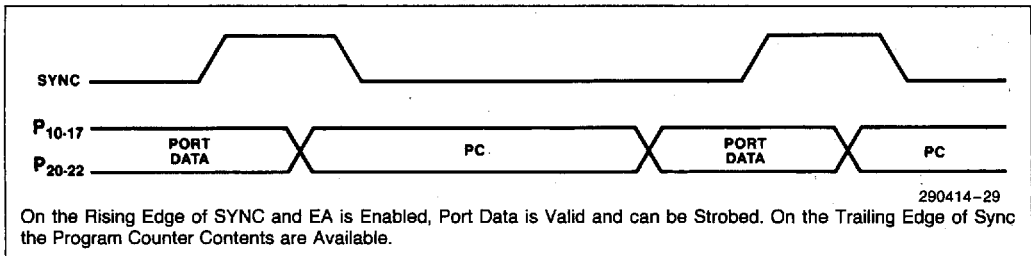 SYNC
P10-17
PORT DATA
PC
PORT DATA
PC
P20-22
290414-29
On the Rising Edge of SYNC and EA is Enabled, Port Data is Valid and can be Strobed. On the Trailing Edge of Sync
the Program Counter Contents are Available.